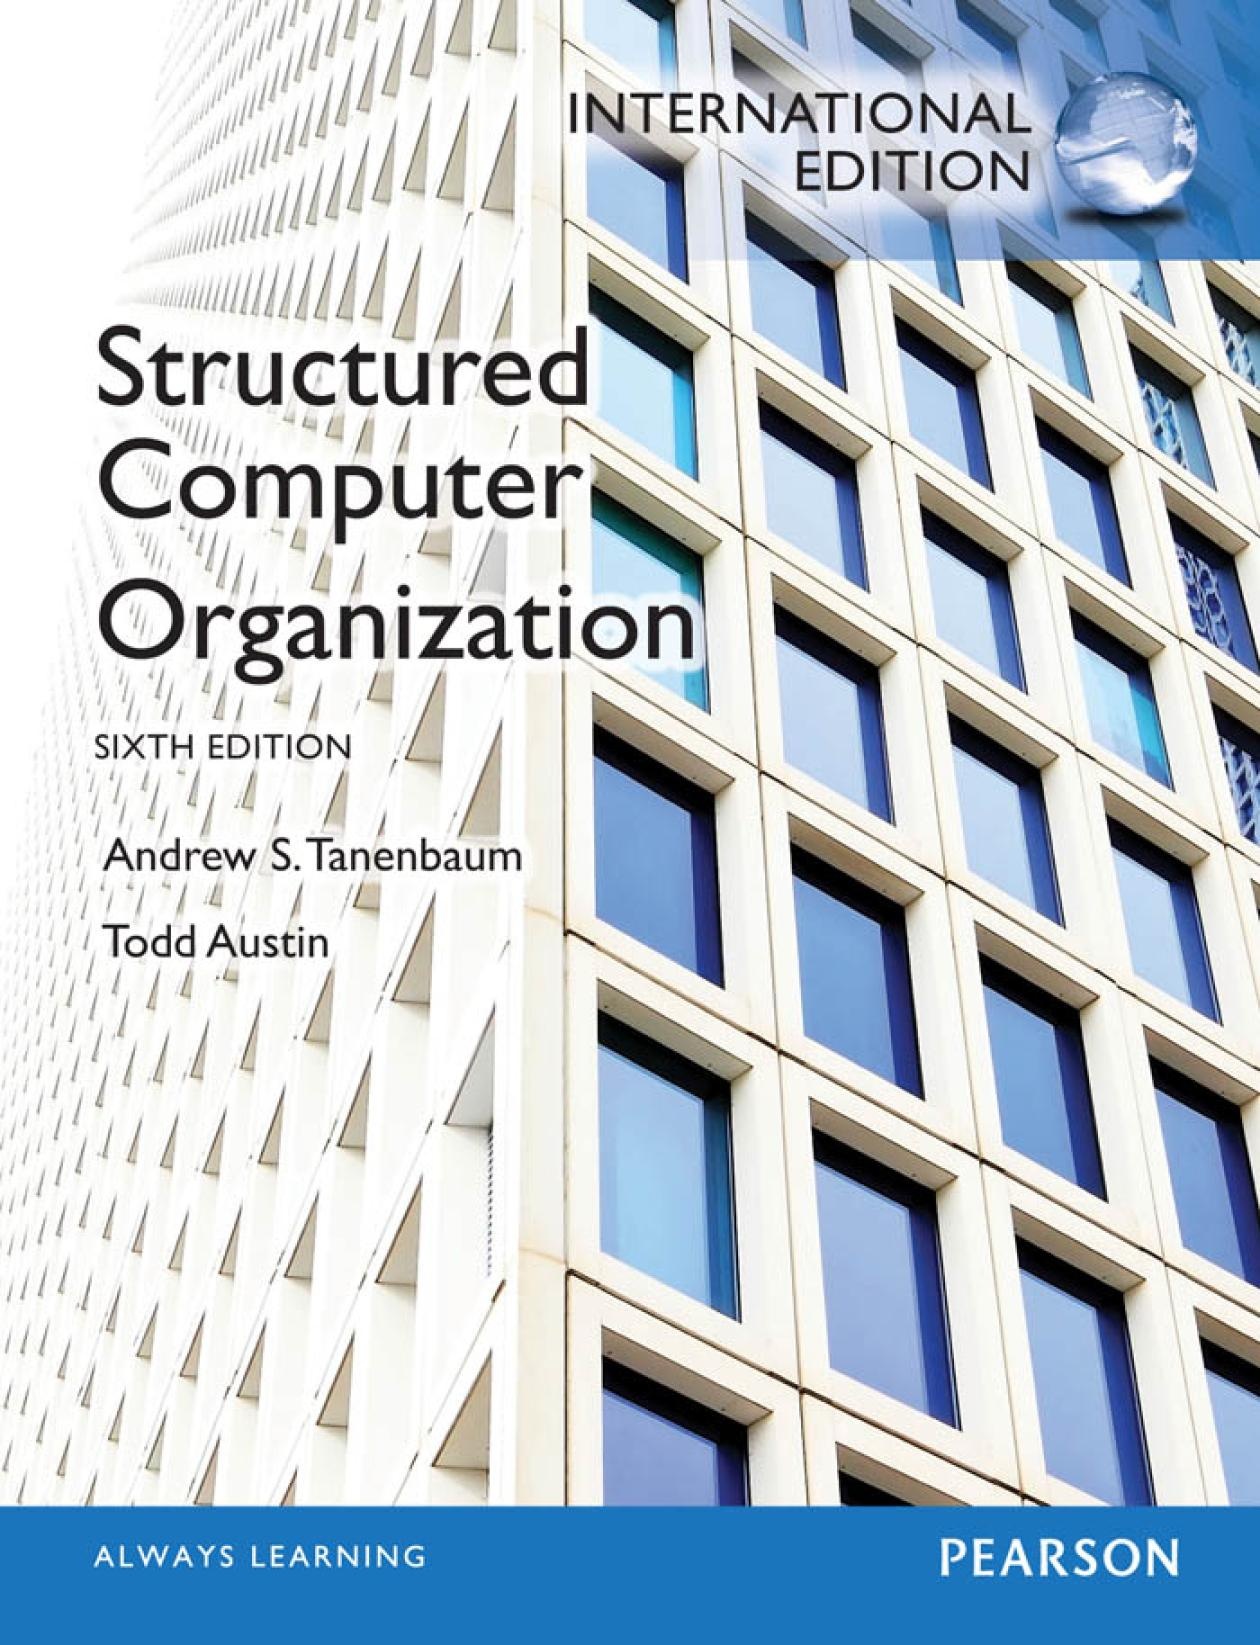 INTERNATIONAL
EDITION
Structured
Computer
Organization
SIXTH EDITION
Andrew S. Tanenbaum
Todd Austin
ALWAYS LEARNING
PEARSON